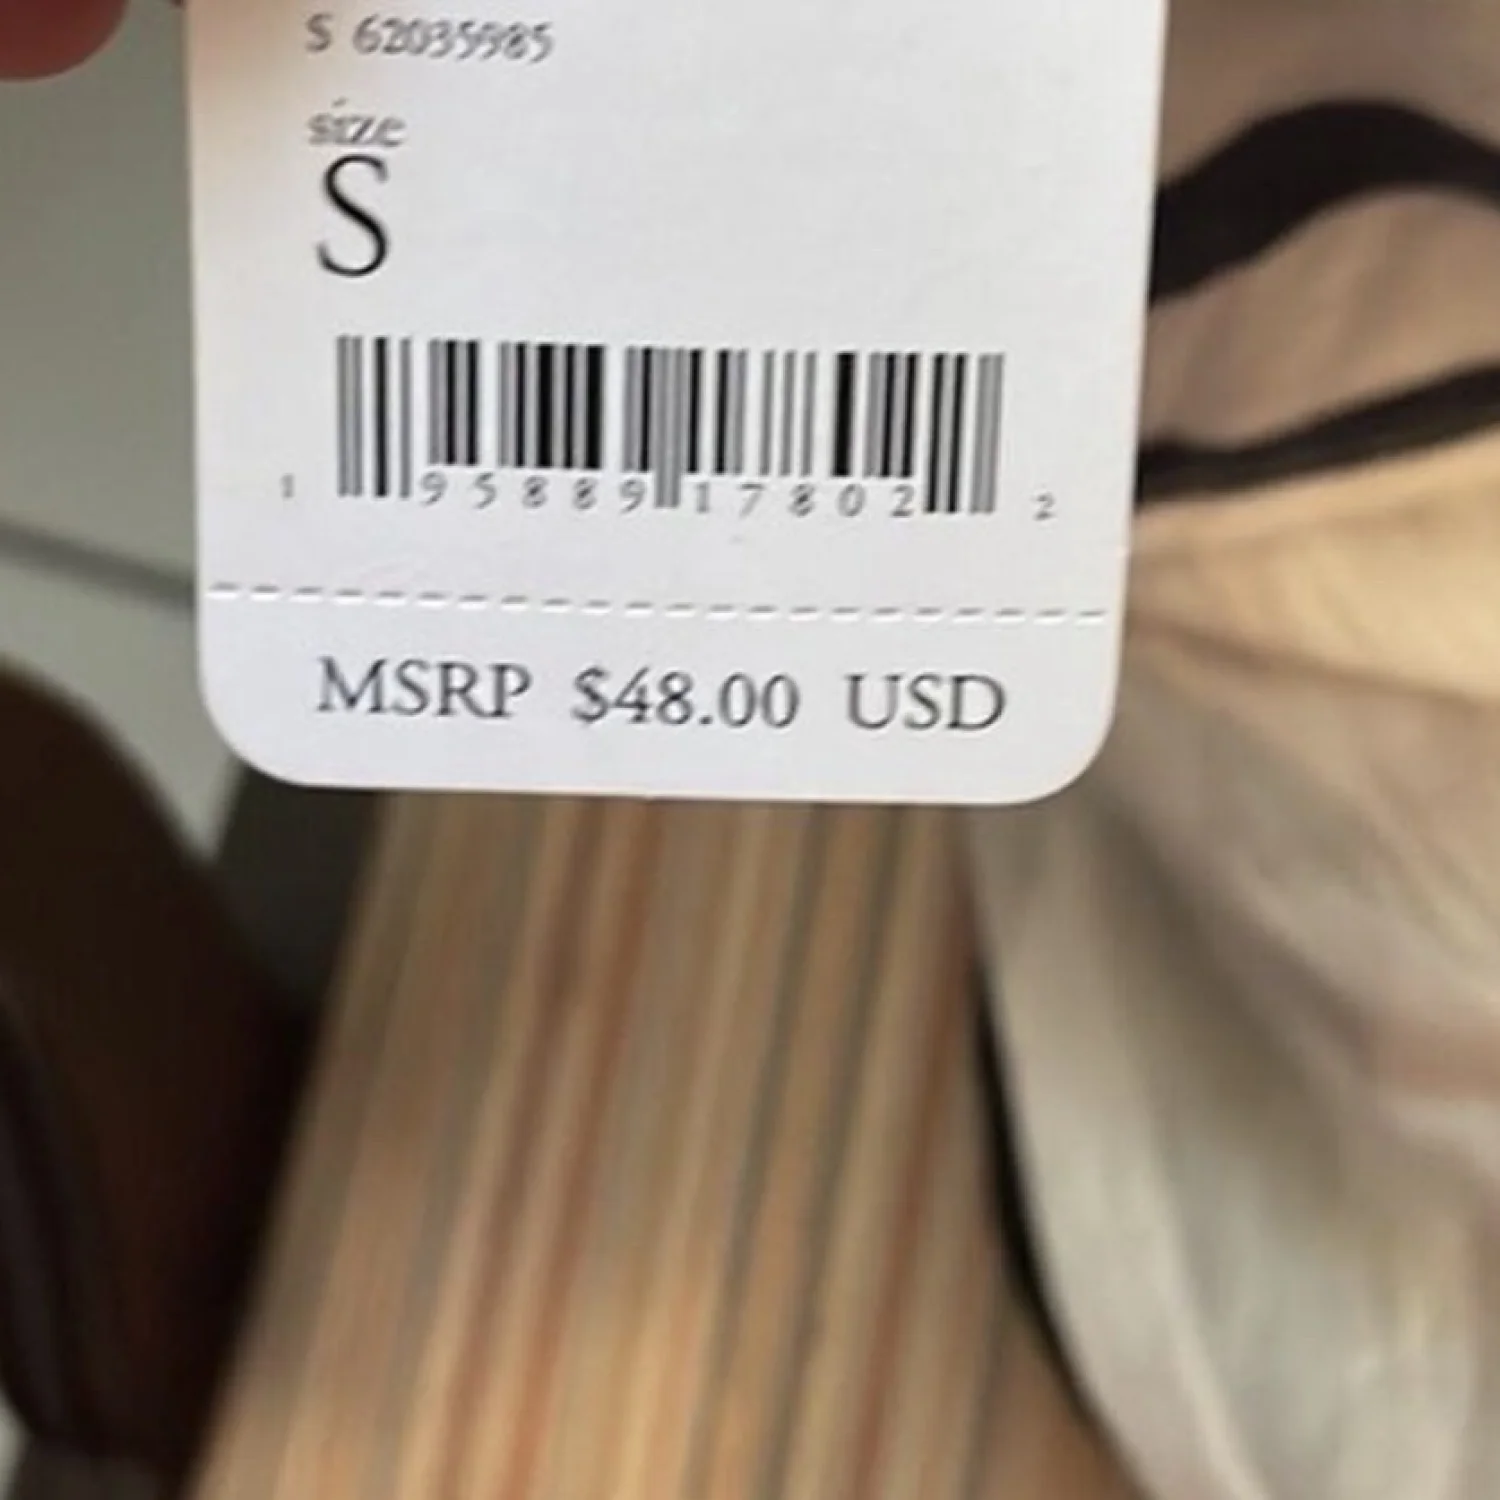 S 62035985
size
S
1 95889 17802 2
MSRP $48.00 USD